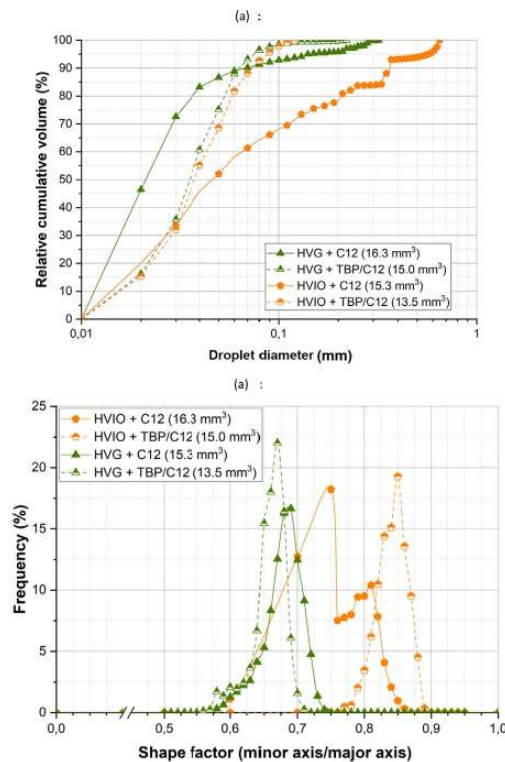 (a) :
100
90
80
70
60
50
40
30
20
10
0
Relative cumulative volume (%)
HVG + C12 (16.3 mm³)
HVG + TBP/C12 (15.0 mm³)
HVIO + C12 (15.3 mm³)
HVIO + TBP/C12 (13.5 mm³)
0,01 0,1 1
Droplet diameter (mm)
(a) :
25
20
15
10
5
0
Frequency (%)
HVIO + C12 (16.3 mm³)
HVIO + TBP/C12 (15.0 mm³)
HVG + C12 (15.3 mm³)
HVG + TBP/C12 (13.5 mm³)
0,0 0,5 0,6 0,7 0,8 0,9 1,0
Shape factor (minor axis/major axis)